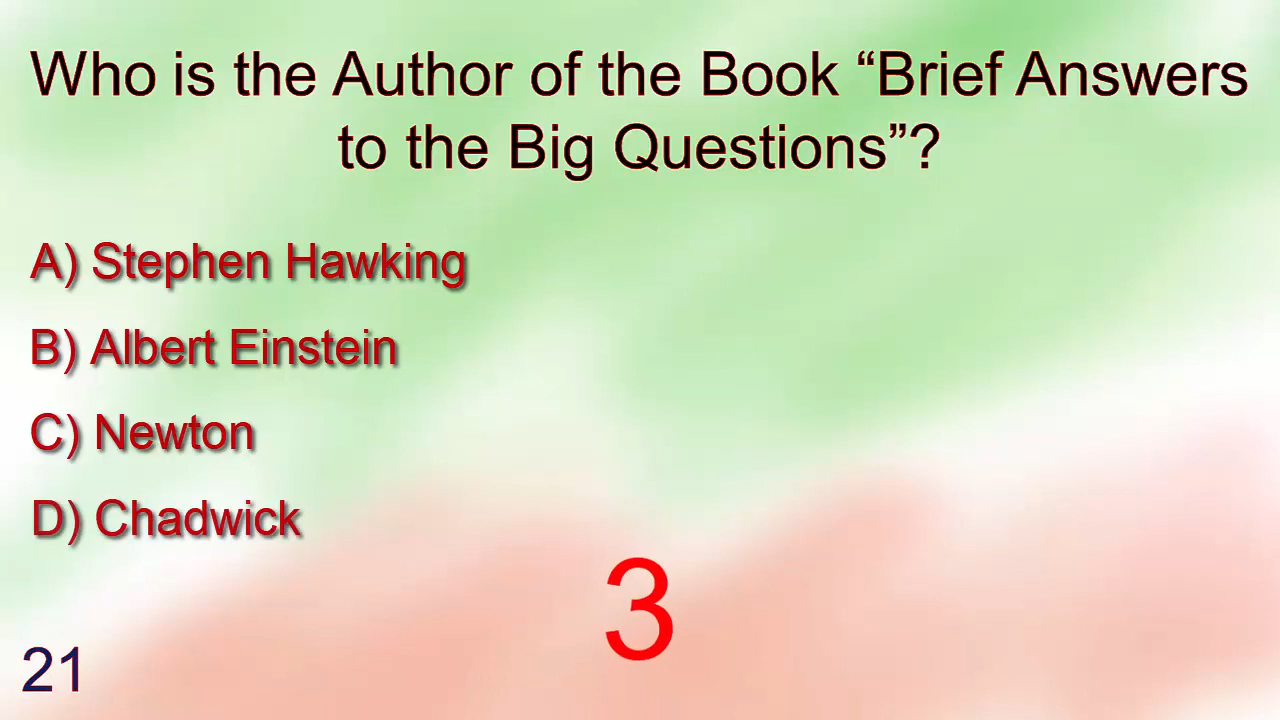 Who is the Author of the Book “Brief Answers
to the Big Questions”?
A) Stephen Hawking
B) Albert Einstein
C) Newton
D) Chadwick
3
21